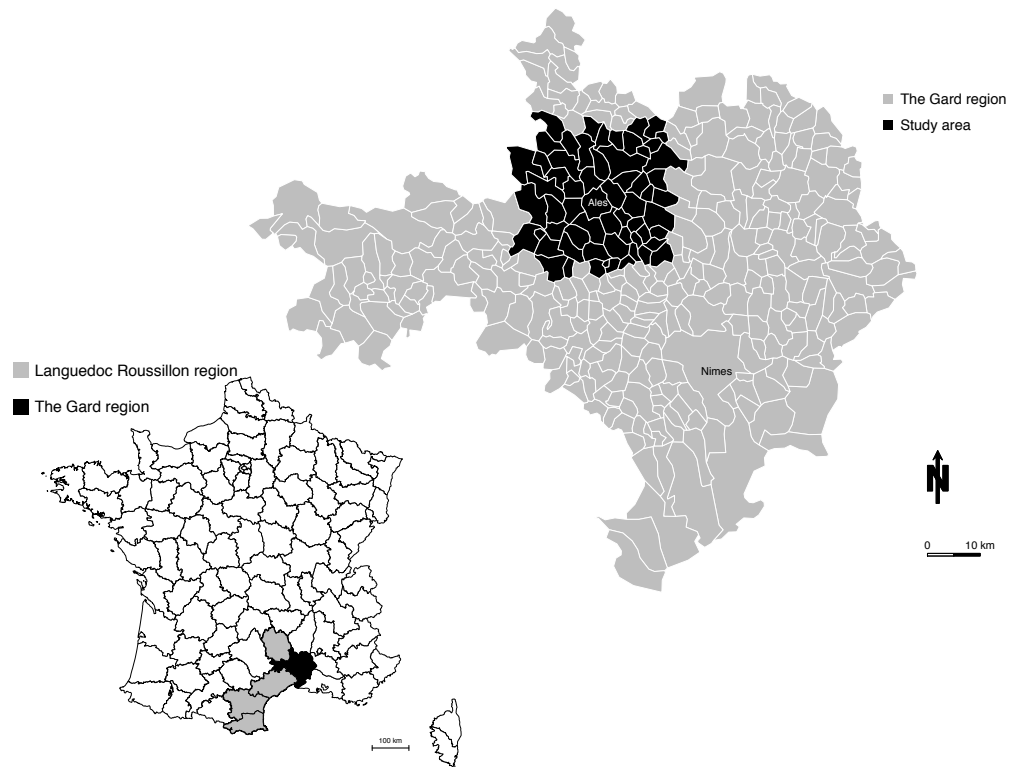 The Gard region
Study area
Ales
Nimes
Languedoc Roussillon region
The Gard region
N
0 10 km
100 km